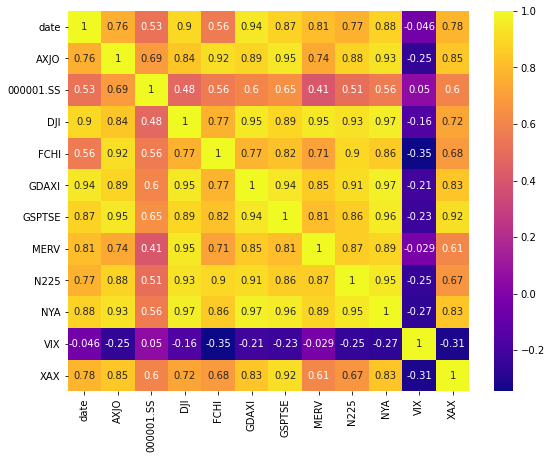 date 1 0.76 0.53 0.9 0.56 0.94 0.87 0.81 0.77 0.88 -0.046 0.78
AXJO 0.76 1 0.69 0.84 0.92 0.89 0.95 0.74 0.88 0.93 -0.25 0.85
000001.SS 0.53 0.69 1 0.48 0.56 0.6 0.65 0.41 0.51 0.56 0.05 0.6
DJI 0.9 0.84 0.48 1 0.77 0.95 0.89 0.95 0.93 0.97 -0.16 0.72
FCHI 0.56 0.92 0.56 0.77 1 0.77 0.82 0.71 0.9 0.86 -0.35 0.68
GDAXI 0.94 0.89 0.6 0.95 0.77 1 0.94 0.85 0.91 0.97 -0.21 0.83
GSPTSE 0.87 0.95 0.65 0.89 0.82 0.94 1 0.81 0.86 0.96 -0.23 0.92
MERV 0.81 0.74 0.41 0.95 0.71 0.85 0.81 1 0.87 0.89 -0.029 0.61
N225 0.77 0.88 0.51 0.93 0.9 0.91 0.86 0.87 1 0.95 -0.25 0.67
NYA 0.88 0.93 0.56 0.97 0.86 0.97 0.96 0.89 0.95 1 -0.27 0.83
VIX -0.046 -0.25 0.05 -0.16 -0.35 -0.21 -0.23 -0.029 -0.25 -0.27 1 -0.31
XAX 0.78 0.85 0.6 0.72 0.68 0.83 0.92 0.61 0.67 0.83 -0.31 1
date AXJO 000001.SS DJI FCHI GDAXI GSPTSE MERV N225 NYA VIX XAX
1.0
0.8
0.6
0.4
0.2
0.0
−0.2